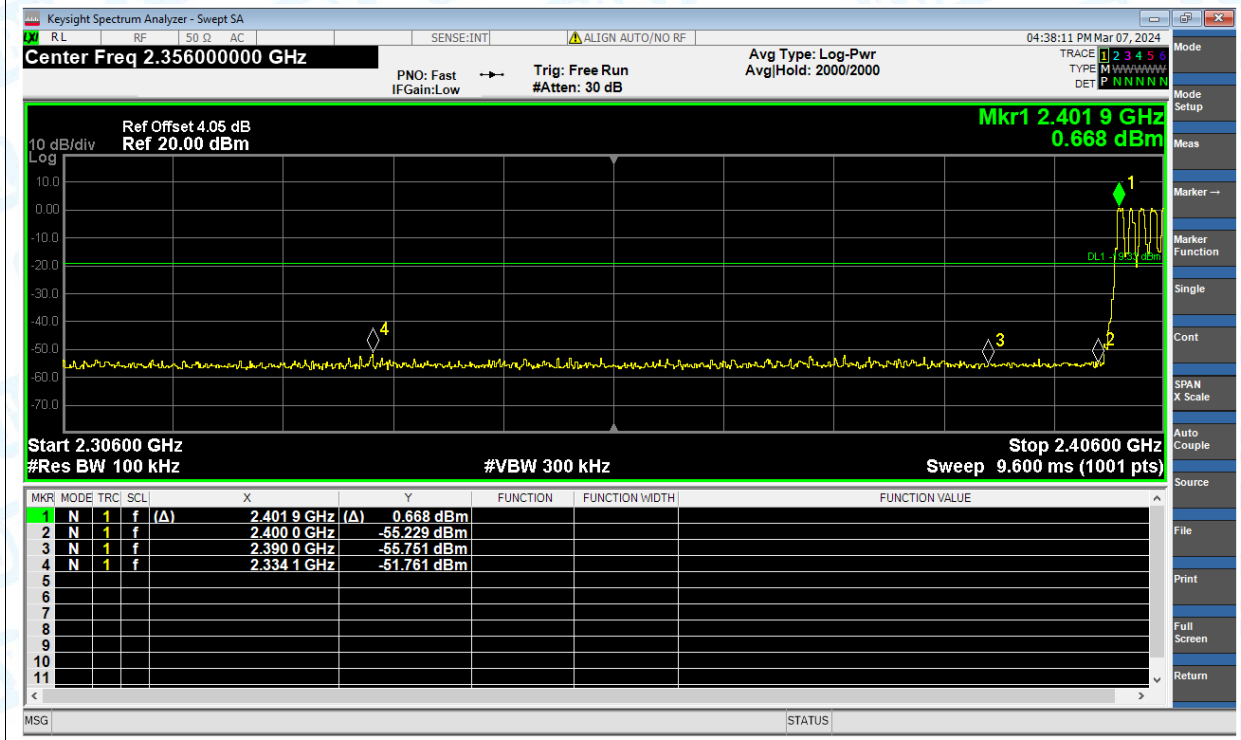 Keysight Spectrum Analyzer - Swept SA
LXI RL RF 50 Ω AC SENSE:INT ALIGN AUTO/NO RF 04:38:11 PM Mar 07, 2024
Center Freq 2.356000000 GHz
PNO: Fast
IFGain:Low
Trig: Free Run
#Atten: 30 dB
Avg Type: Log-Pwr
Avg|Hold: 2000/2000
TRACE 1 2 3 4 5 6
TYPE M WWWWW
DET P N N N N N
Mkr1 2.401 9 GHz
0.668 dBm
Ref Offset 4.05 dB
Ref 20.00 dBm
10 dB/div
Log
10.0
0.00
-10.0
-20.0
-30.0
-40.0
-50.0
-60.0
-70.0
1
2
3
4
Start 2.30600 GHz
Stop 2.40600 GHz
#Res BW 100 kHz
#VBW 300 kHz
Sweep 9.600 ms (1001 pts)
MKR MODE TRC SCL X Y FUNCTION FUNCTION WIDTH FUNCTION VALUE
1 N 1 f (Δ) 2.401 9 GHz (Δ) 0.668 dBm
2 N 1 f 2.400 0 GHz -55.229 dBm
3 N 1 f 2.390 0 GHz -55.751 dBm
4 N 1 f 2.334 1 GHz -51.761 dBm
5
6
7
8
9
10
11
MSG
STATUS
Mode
Mode
Setup
Meas
Marker →
Marker
Function
Single
Cont
SPAN
X Scale
Auto
Couple
Source
File
Print
Full
Screen
Return